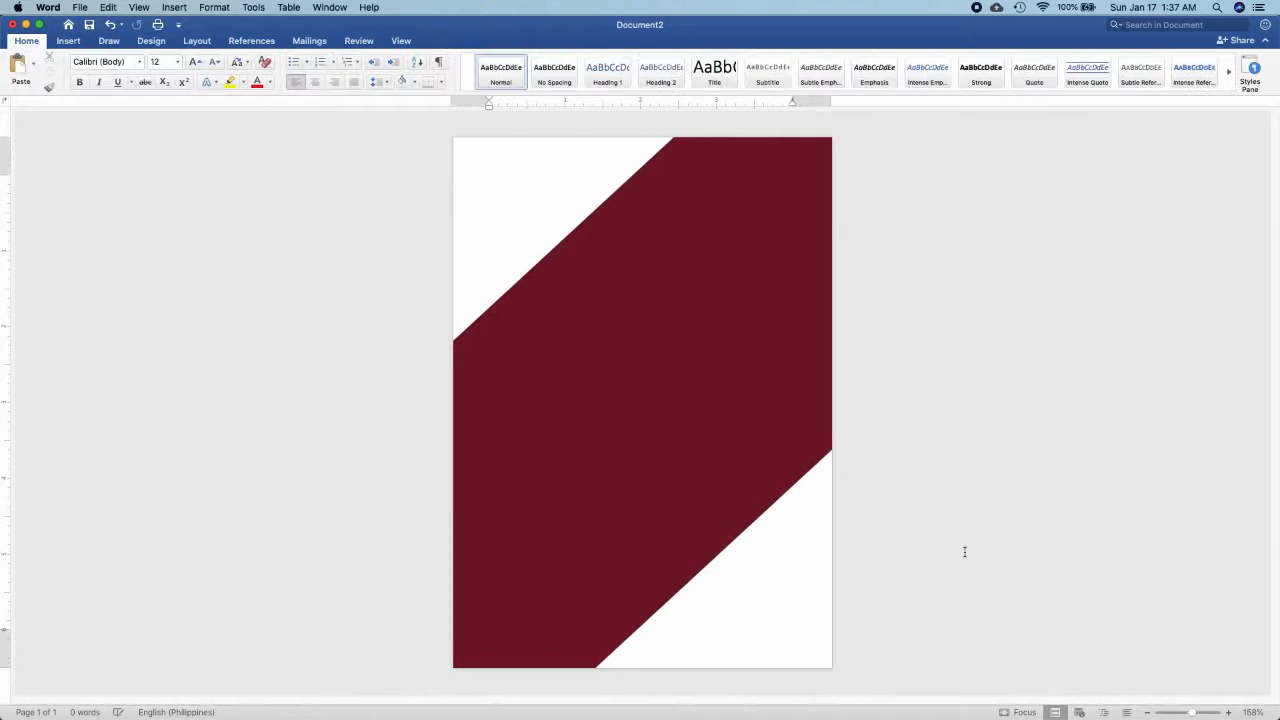 Word File Edit View Insert Format Tools Table Window Help 100% Sun Jan 17 1:37 AM
Document2 Search in Document
Home Insert Draw Design Layout References Mailings Review View Share
Paste Calibri (Body) 12
AaBbCcDdEe AaBbCcDdEe AaBbCcDc AaBbCcDdEe AaBb( AaBbCcDdEe AaBbCcDdEe AaBbCcDdEe AaBbCcDdEe AaBbCcDdEe AaBbCcDdEe AaBbCcDdEe AaBbCcDdEe AaBbCcDdEe
Normal No Spacing Heading 1 Heading 2 Title Subtitle Subtle Emph... Emphasis Intense Emp... Strong Quote Intense Quote Subtle Refer... Intense Refer... Styles Pane
Page 1 of 1 0 words English (Philippines) Focus 168%